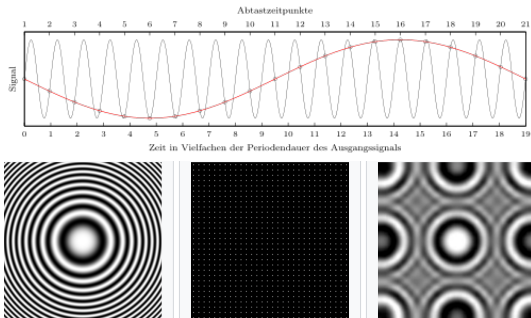 Abtastzeitpunkte
1 2 3 4 5 6 7 8 9 10 11 12 13 14 15 16 17 18 19 20 21
Signal
0 1 2 3 4 5 6 7 8 9 10 11 12 13 14 15 16 17 18 19
Zeit in Vielfachen der Periodendauer des Ausgangssignals